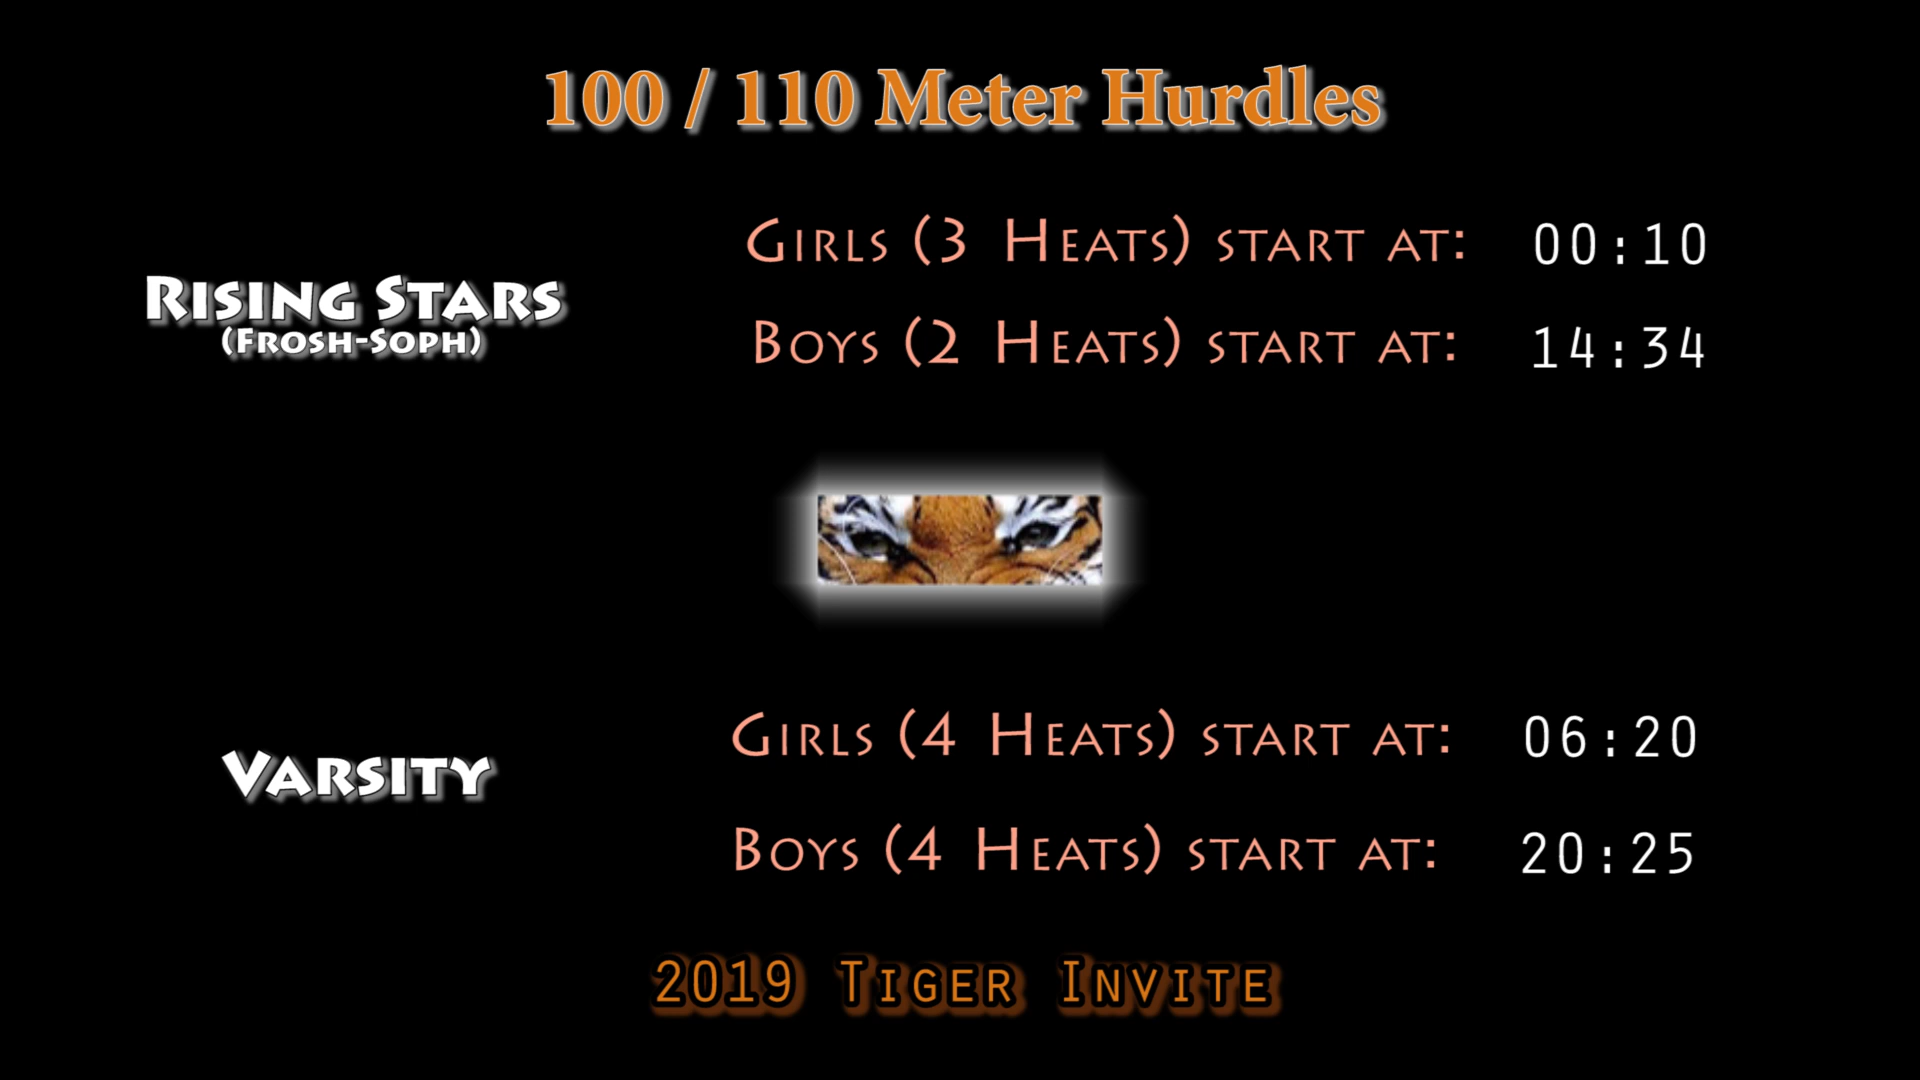 100 / 110 Meter Hurdles
Girls (3 Heats) start at: 00:10
Rising Stars
(Frosh-Soph)
Boys (2 Heats) start at: 14:34
Girls (4 Heats) start at: 06:20
Varsity
Boys (4 Heats) start at: 20:25
2019 Tiger Invite